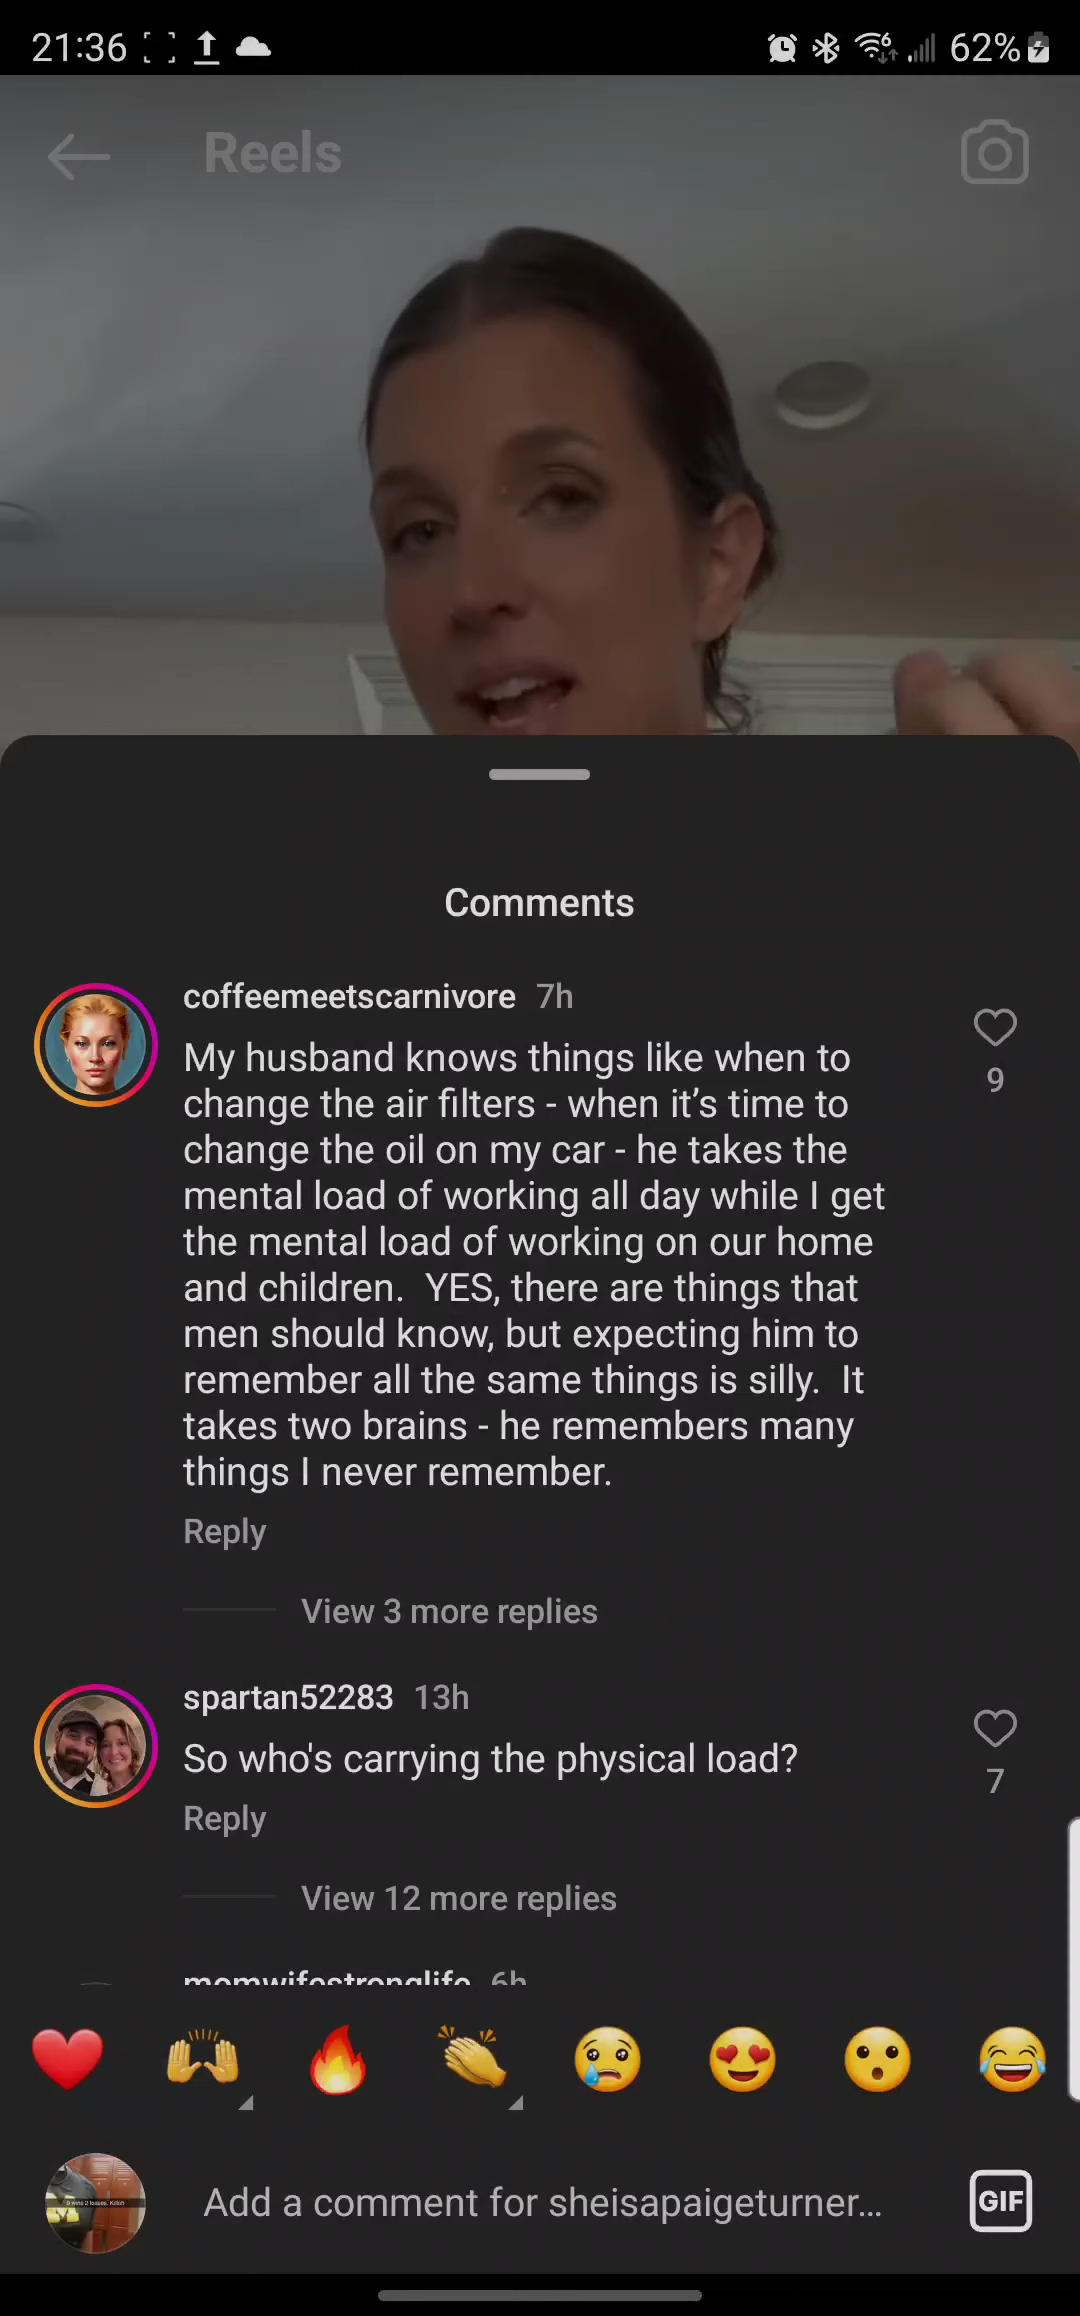 21:36 62%
Reels
Comments
coffeemeetscarnivore 7h
My husband knows things like when to
change the air filters - when it’s time to
change the oil on my car - he takes the
mental load of working all day while I get
the mental load of working on our home
and children.  YES, there are things that
men should know, but expecting him to
remember all the same things is silly.  It
takes two brains - he remembers many
things I never remember.
9
Reply
View 3 more replies
spartan52283 13h
So who's carrying the physical load?
7
Reply
View 12 more replies
momwifestronglife 6h
Add a comment for sheisapaigeturner...
GIF